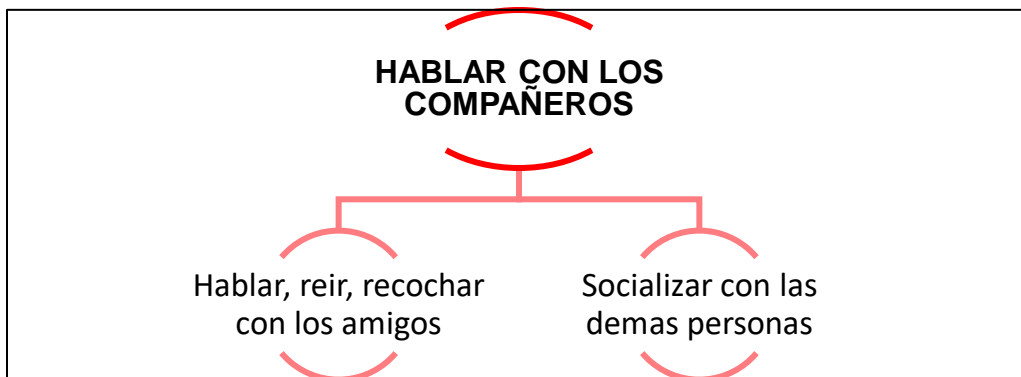 HABLAR CON LOS
COMPAÑEROS
Hablar, reir, recochar
con los amigos
Socializar con las
demas personas